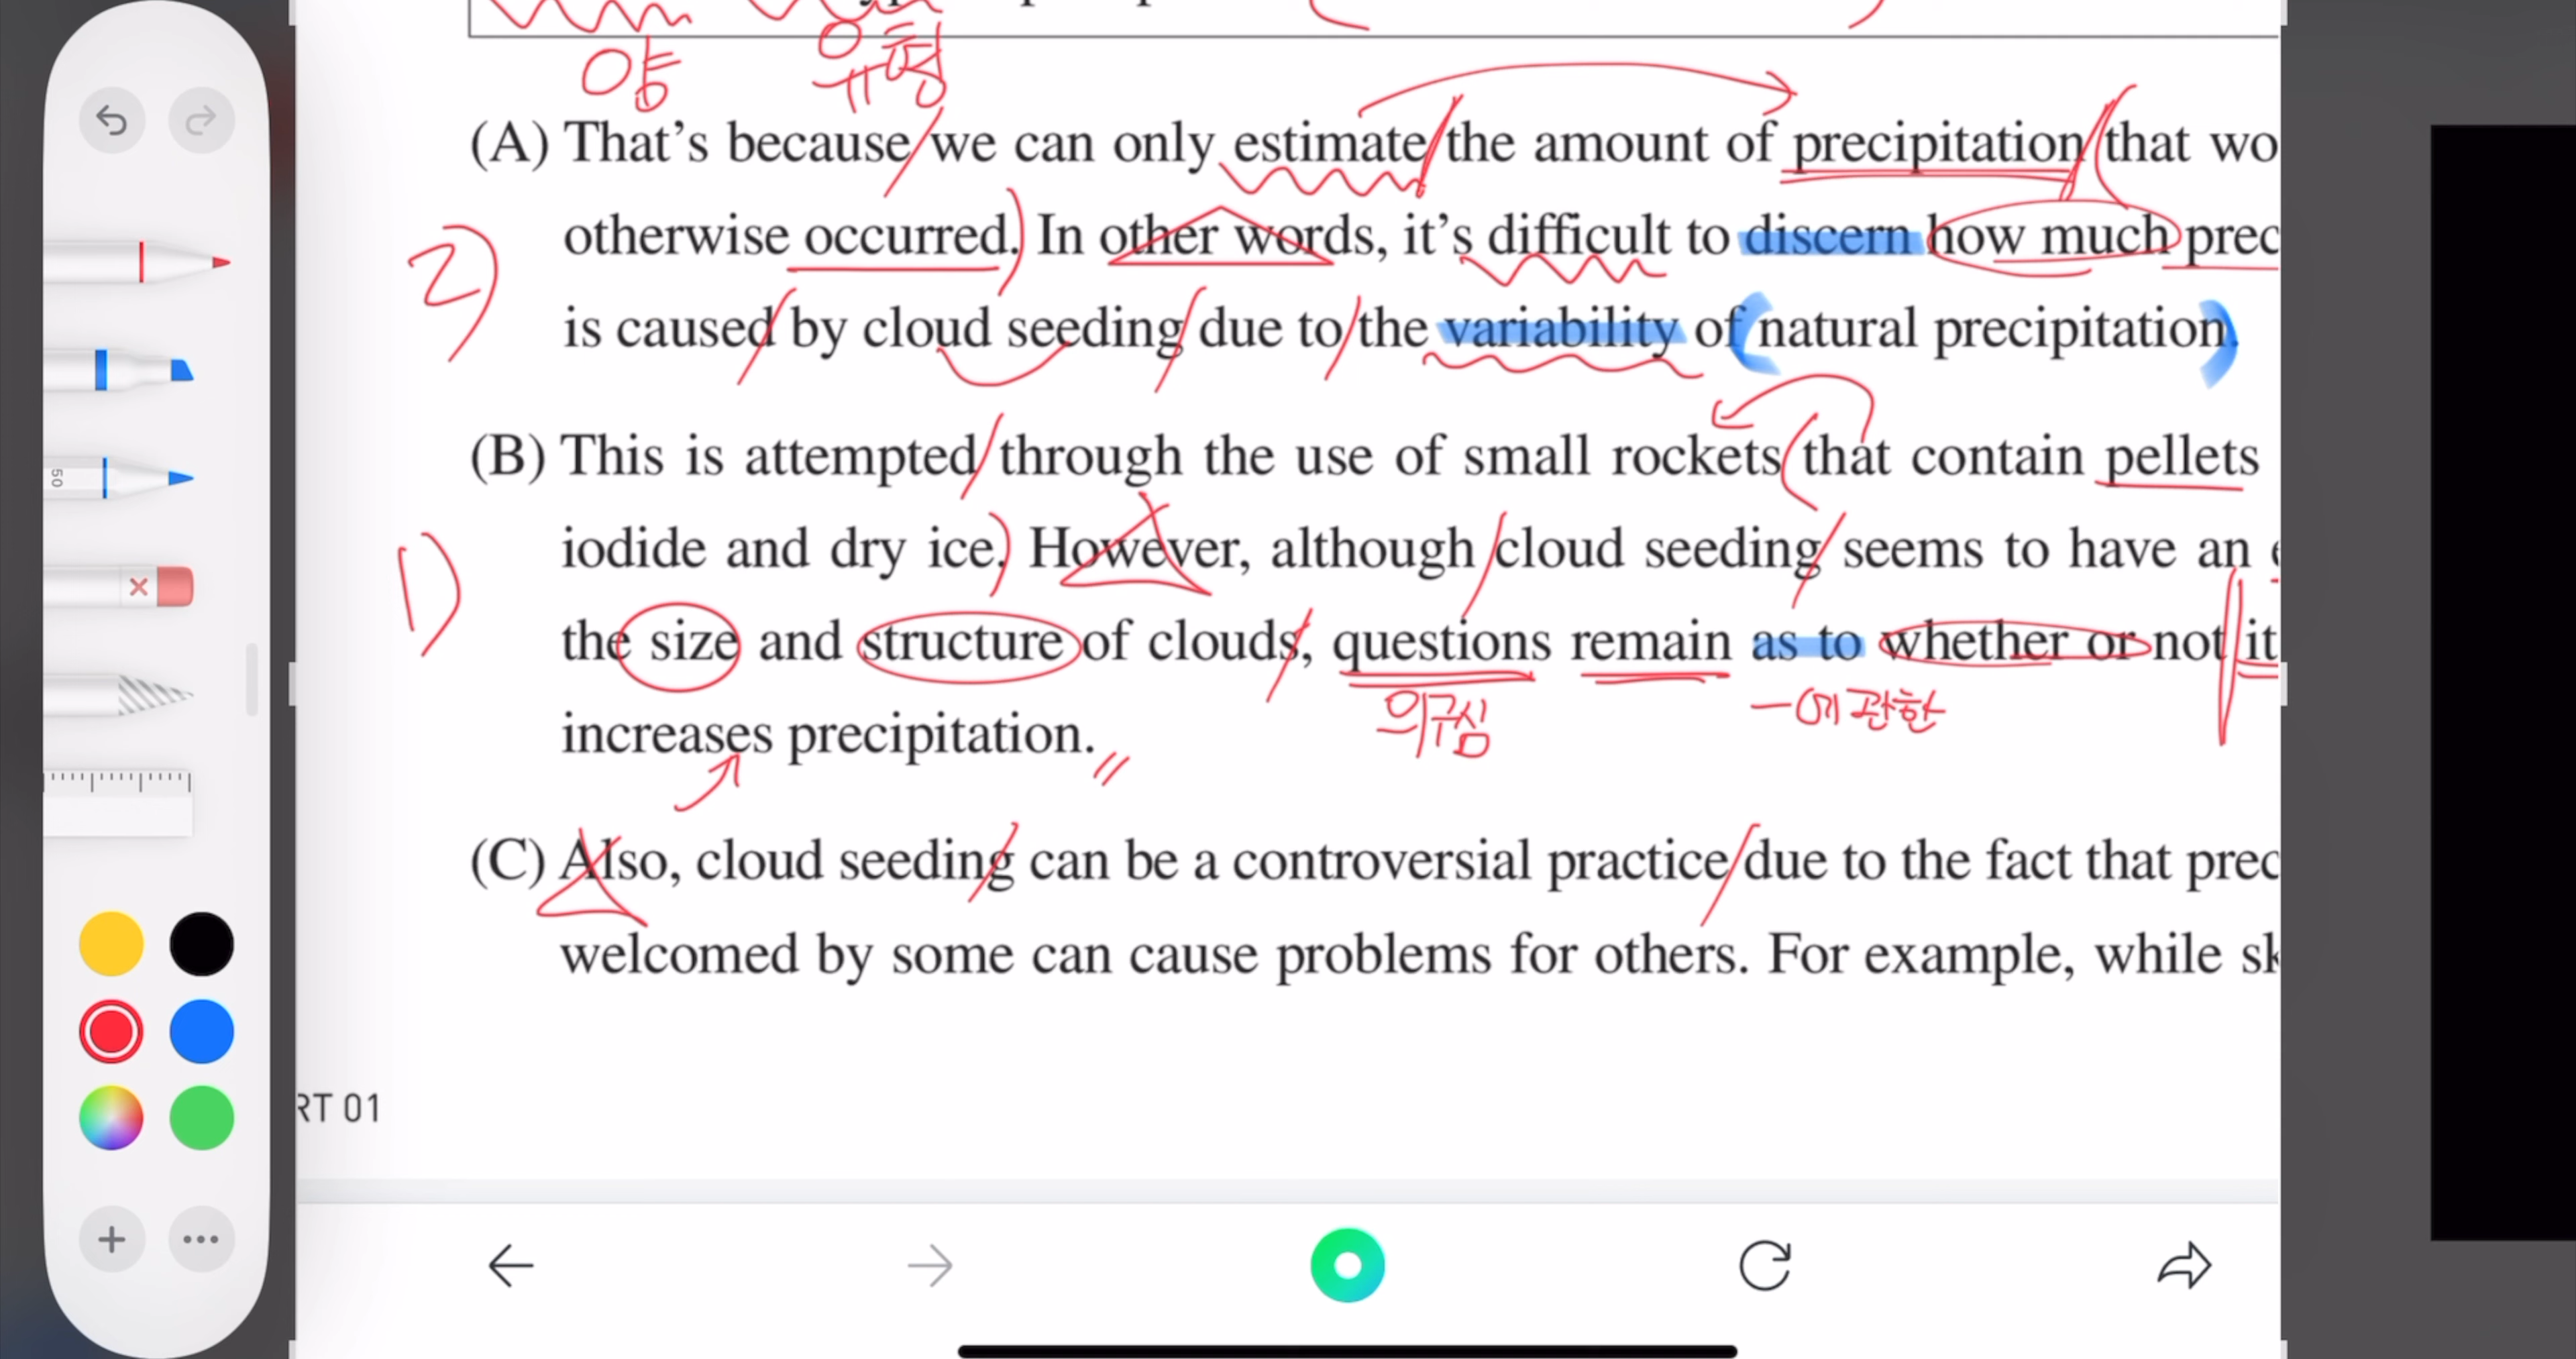 양 유형
(A) That's because we can only estimate the amount of precipitation that wo
otherwise occurred. In other words, it's difficult to discern how much prec
2)
is caused by cloud seeding due to the variability of natural precipitation.
(B) This is attempted through the use of small rockets that contain pellets
iodide and dry ice. However, although cloud seeding seems to have an e
1)
the size and structure of clouds, questions remain as to whether or not it
의구심 ~에 관한
increases precipitation.
(C) Also, cloud seeding can be a controversial practice due to the fact that prec
welcomed by some can cause problems for others. For example, while sk
RT 01
50